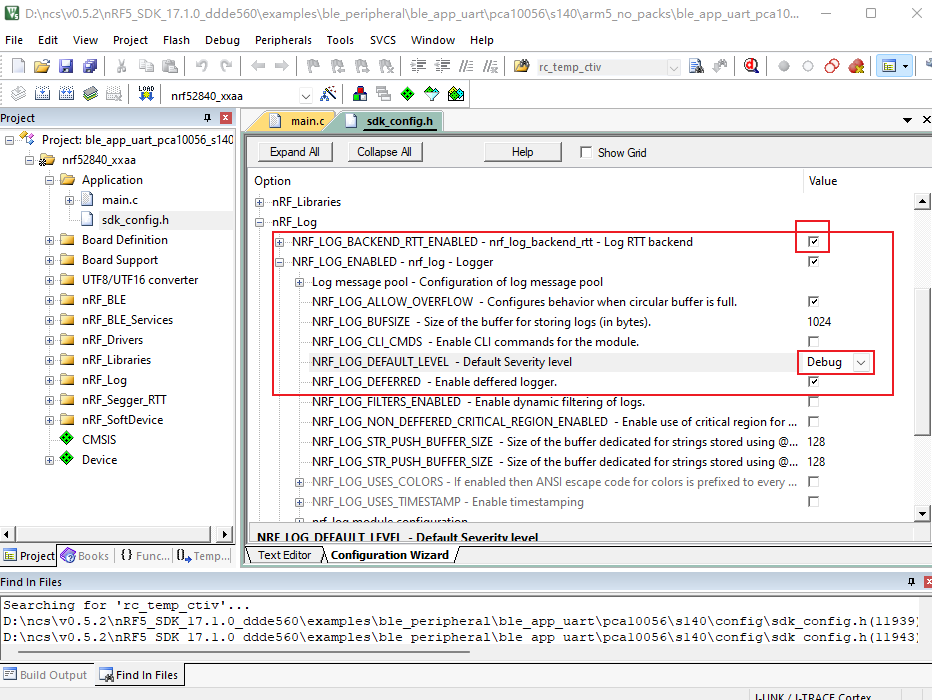 D:\ncs\v0.5.2\nRF5_SDK_17.1.0_ddde560\examples\ble_peripheral\ble_app_uart\pca10056\s140\arm5_no_packs\ble_app_uart_pca10...
File Edit View Project Flash Debug Peripherals Tools SVCS Window Help
rc_temp_ctiv
LOAD
nrf52840_xxaa
Project
Project: ble_app_uart_pca10056_s140
nrf52840_xxaa
Application
main.c
sdk_config.h
Board Definition
Board Support
UTF8/UTF16 converter
nRF_BLE
nRF_BLE_Services
nRF_Drivers
nRF_Libraries
nRF_Log
nRF_Segger_RTT
nRF_SoftDevice
CMSIS
Device
Project Books {} Func... Temp...
main.c sdk_config.h
Expand All Collapse All Help Show Grid
Option Value
nRF_Libraries
nRF_Log
NRF_LOG_BACKEND_RTT_ENABLED - nrf_log_backend_rtt - Log RTT backend
NRF_LOG_ENABLED - nrf_log - Logger
Log message pool - Configuration of log message pool
NRF_LOG_ALLOW_OVERFLOW - Configures behavior when circular buffer is full.
NRF_LOG_BUFSIZE - Size of the buffer for storing logs (in bytes). 1024
NRF_LOG_CLI_CMDS - Enable CLI commands for the module.
NRF_LOG_DEFAULT_LEVEL - Default Severity level Debug
NRF_LOG_DEFERRED - Enable deffered logger.
NRF_LOG_FILTERS_ENABLED - Enable dynamic filtering of logs.
NRF_LOG_NON_DEFFERED_CRITICAL_REGION_ENABLED - Enable use of critical region for ...
NRF_LOG_STR_PUSH_BUFFER_SIZE - Size of the buffer dedicated for strings stored using @... 128
NRF_LOG_STR_PUSH_BUFFER_SIZE - Size of the buffer dedicated for strings stored using @... 128
NRF_LOG_USES_COLORS - If enabled then ANSI escape code for colors is prefixed to every ...
NRF_LOG_USES_TIMESTAMP - Enable timestamping
nrf_log module configuration
NRF_LOG_DEFAULT_LEVEL - Default Severity level
Text Editor Configuration Wizard
Find In Files
Searching for 'rc_temp_ctiv'...
D:\ncs\v0.5.2\nRF5_SDK_17.1.0_ddde560\examples\ble_peripheral\ble_app_uart\pca10056\s140\config\sdk_config.h(11939)
D:\ncs\v0.5.2\nRF5_SDK_17.1.0_ddde560\examples\ble_peripheral\ble_app_uart\pca10056\s140\config\sdk_config.h(11943)
Build Output Find In Files
J-LINK / J-TRACE Cortex